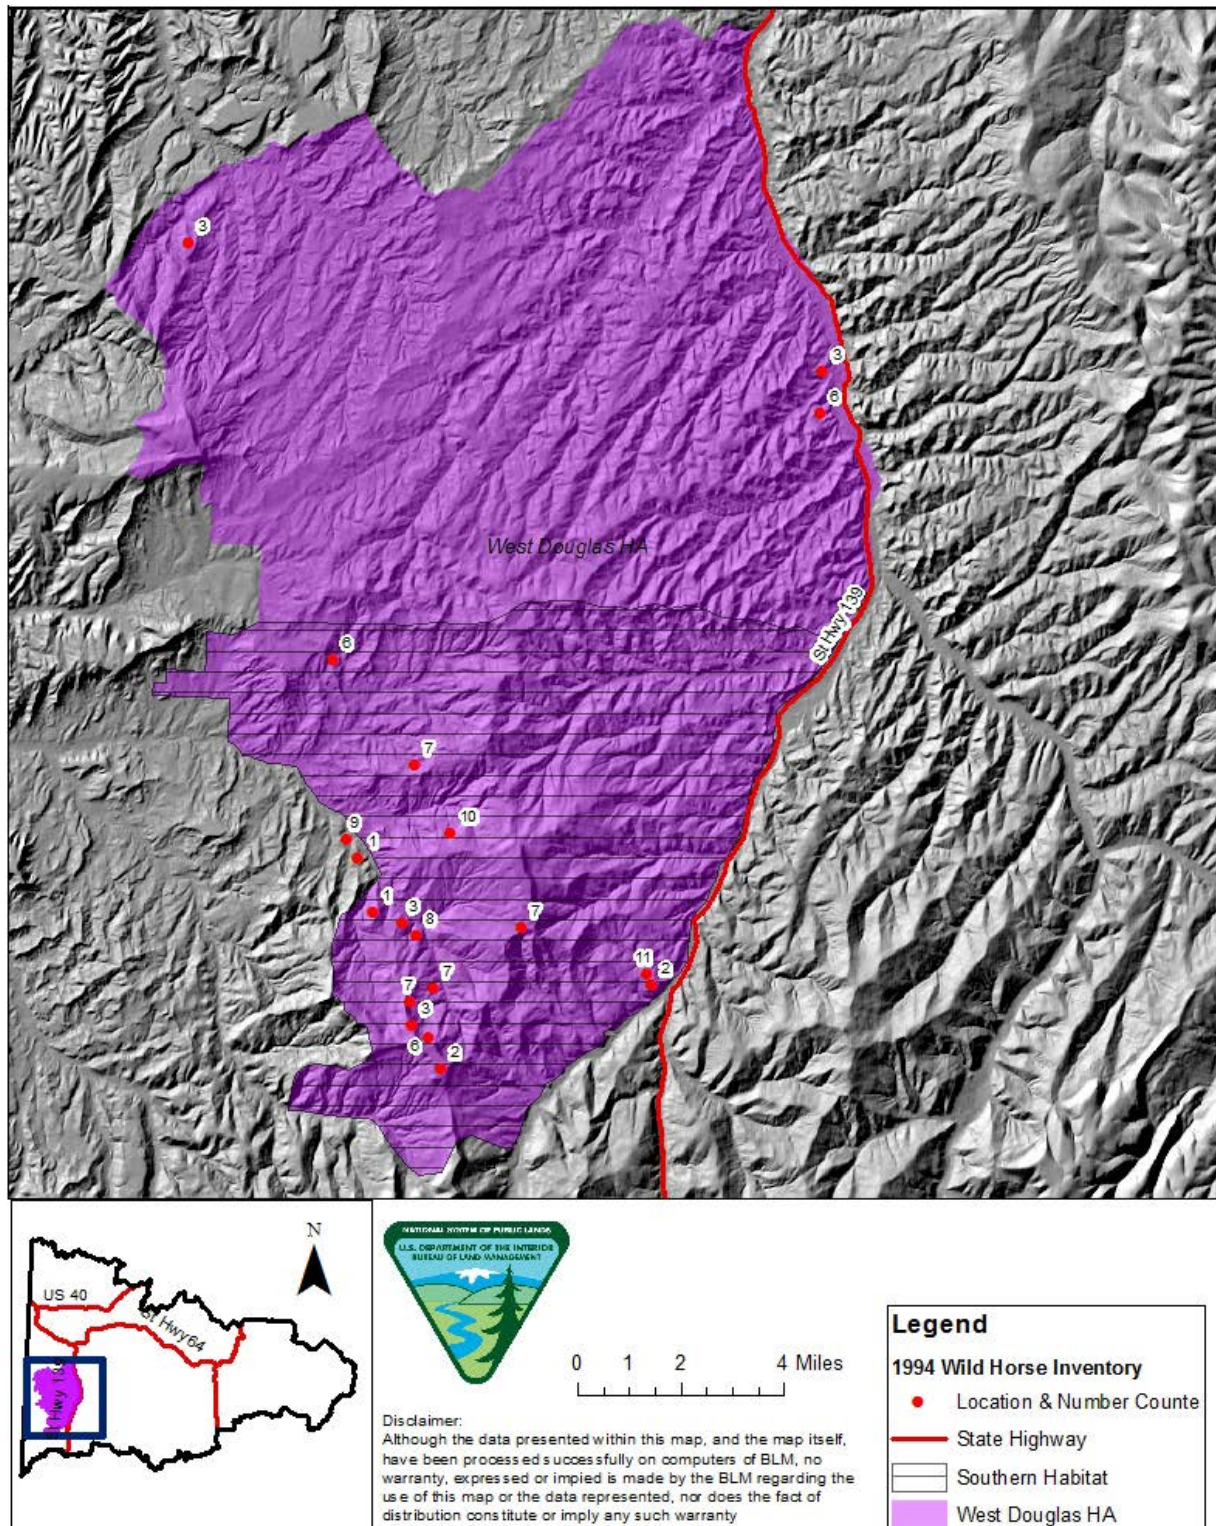 3
3
6
West Douglas HA
St Hwy 139
6
7
10
9
1
1
3
8
7
11
2
7
7
3
6
2
N
US 40
St Hwy 64
St Hwy 139
NATIONAL SYSTEM OF PUBLIC LANDS
U.S. DEPARTMENT OF THE INTERIOR
BUREAU OF LAND MANAGEMENT
0 1 2 4 Miles
Disclaimer:
Although the data presented within this map, and the map itself,
have been processed successfully on computers of BLM, no
warranty, expressed or impied is made by the BLM regarding the
use of this map or the data represented, nor does the fact of
distribution constitute or imply any such warranty
Legend
1994 Wild Horse Inventory
Location & Number Counte
State Highway
Southern Habitat
West Douglas HA